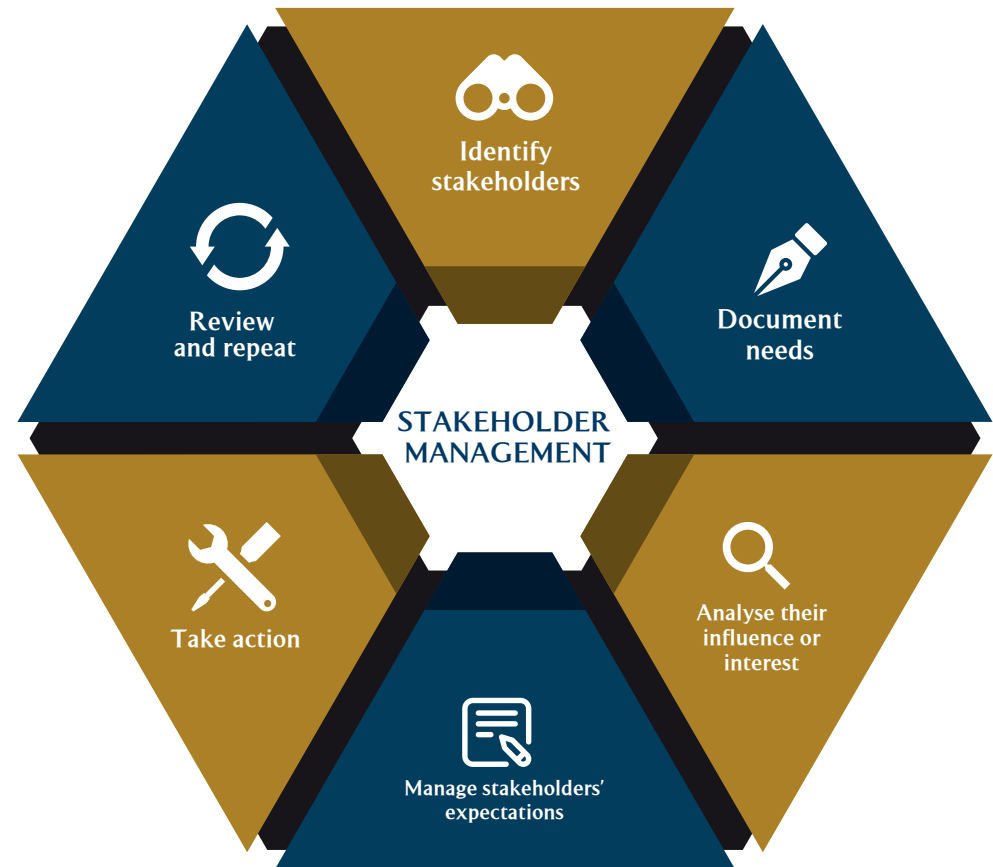 Identify
stakeholders
Document
needs
Analyse their
influence or
interest
Manage stakeholders’
expectations
Take action
Review
and repeat
STAKEHOLDER
MANAGEMENT